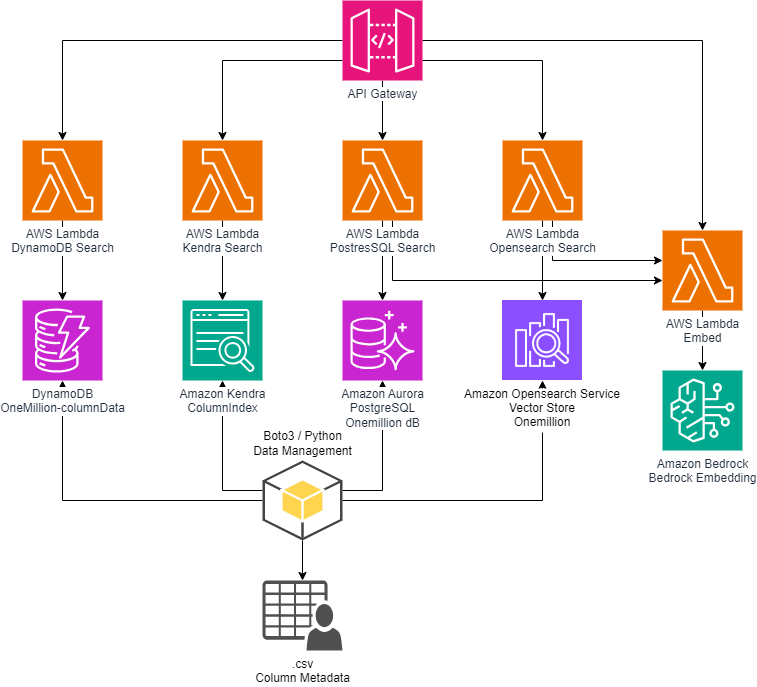 </>
API Gateway
AWS Lambda
DynamoDB Search
AWS Lambda
Kendra Search
AWS Lambda
PostresSQL Search
AWS Lambda
Opensearch Search
AWS Lambda
Embed
DynamoDB
OneMillion-columnData
Amazon Kendra
ColumnIndex
Amazon Aurora
PostgreSQL
Onemillion dB
Amazon Opensearch Service
Vector Store
Onemillion
Boto3 / Python
Data Management
Amazon Bedrock
Bedrock Embedding
.csv
Column Metadata